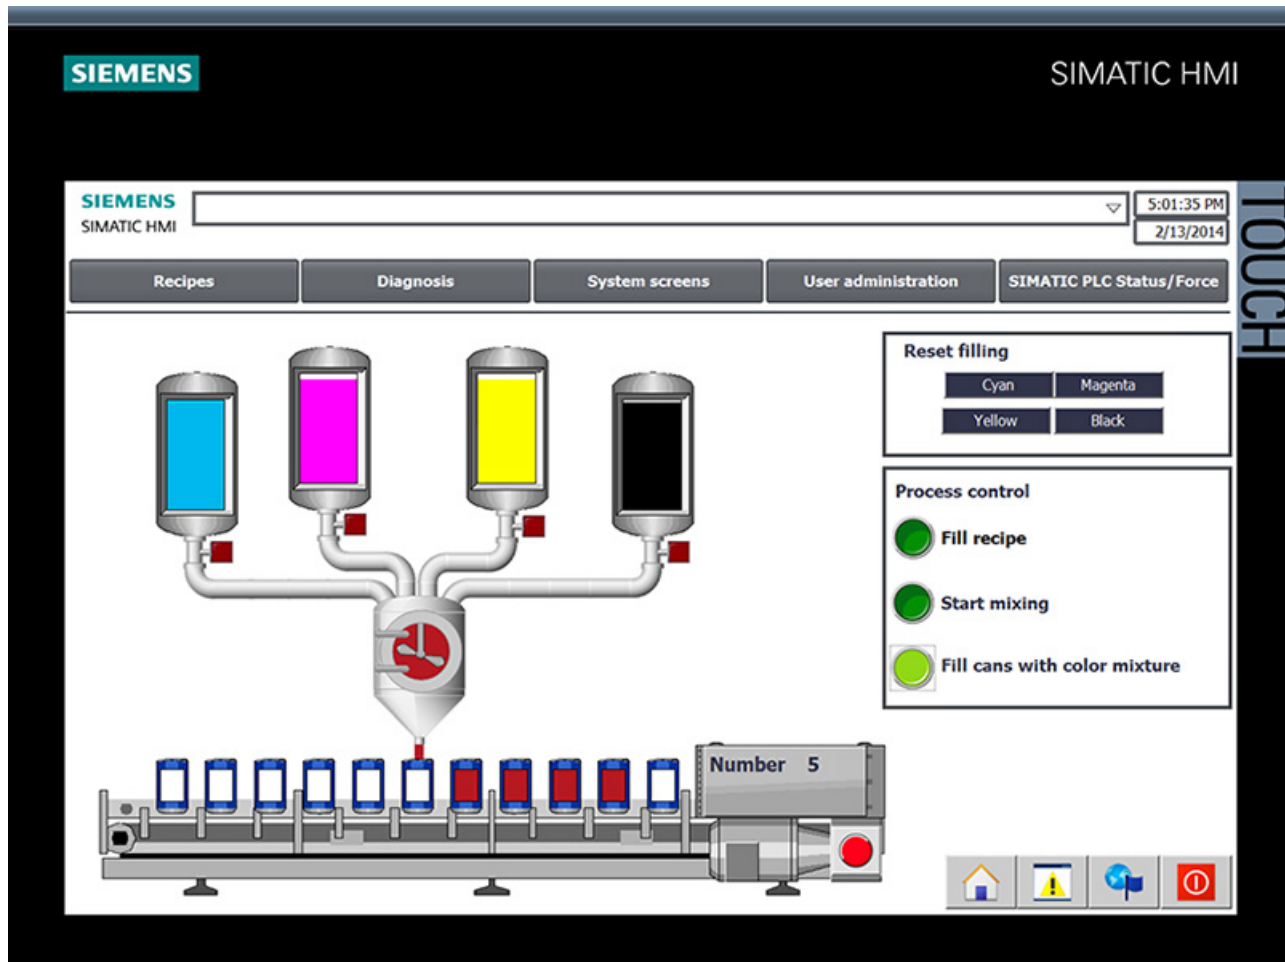 SIEMENS
SIMATIC HMI
TOUCH
SIEMENS
SIMATIC HMI
5:01:35 PM
2/13/2014
Recipes
Diagnosis
System screens
User administration
SIMATIC PLC Status/Force
Reset filling
Cyan
Magenta
Yellow
Black
Process control
Fill recipe
Start mixing
Fill cans with color mixture
Number 5